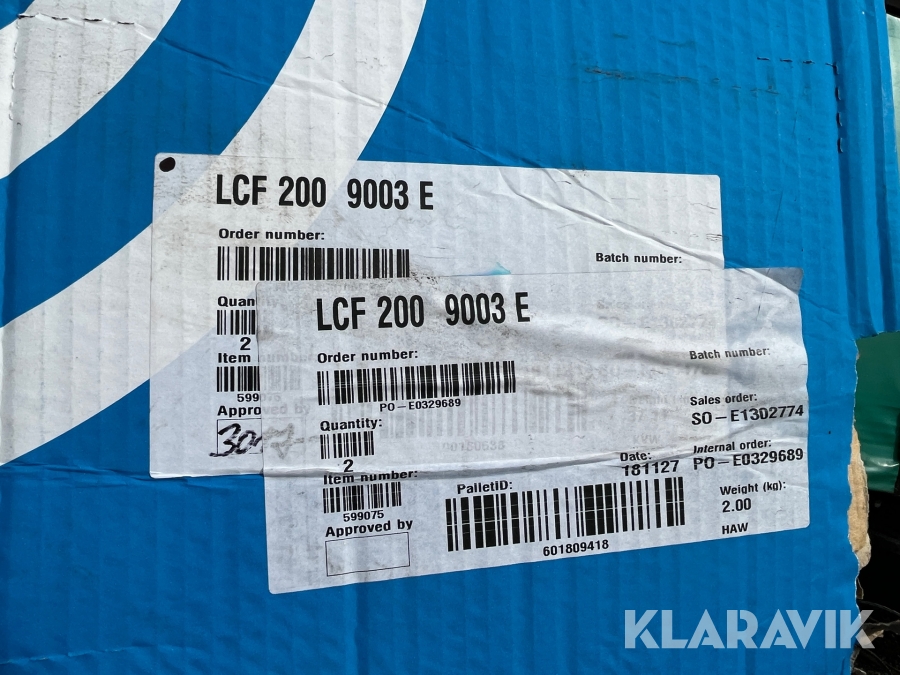 LCF 200 9003 E
Order number:
Batch number:
Quan
2
Item number
599075
Approved b
LCF 200 9003 E
Order number:
PO-E0329689
Batch number:
Quantity:
2
Sales order:
SO-E1302774
Item number:
599075
Date:
181127
Internal order:
PO-E0329689
PalletID:
601809418
Weight (kg):
2.00
HAW
Approved by
KLARAVIK